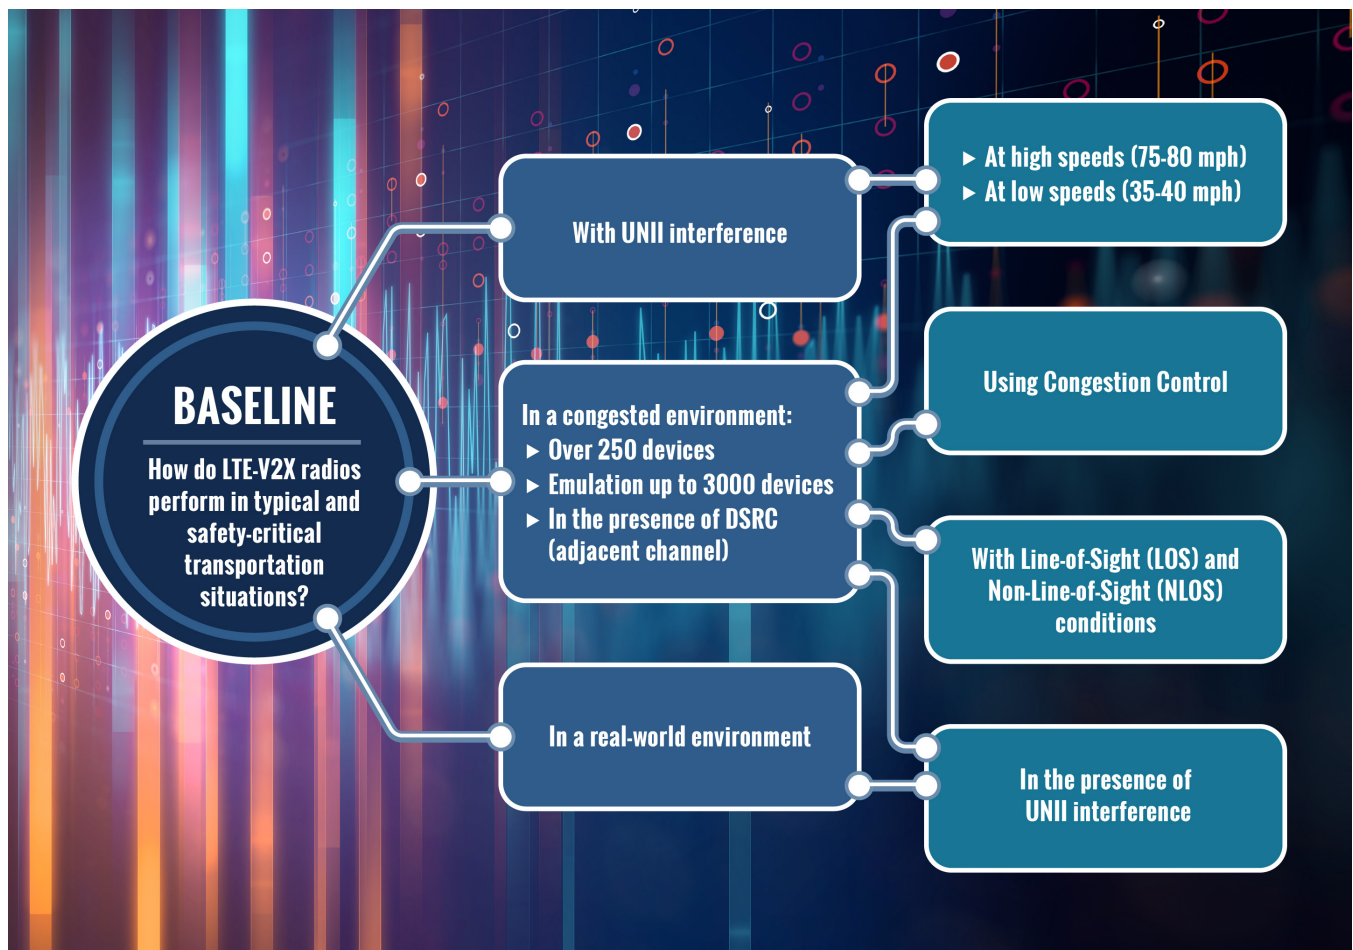 BASELINE
How do LTE-V2X radios
perform in typical and
safety-critical
transportation
situations?
With UNII interference
In a congested environment:
► Over 250 devices
► Emulation up to 3000 devices
► In the presence of DSRC
(adjacent channel)
In a real-world environment
► At high speeds (75-80 mph)
► At low speeds (35-40 mph)
Using Congestion Control
With Line-of-Sight (LOS) and
Non-Line-of-Sight (NLOS)
conditions
In the presence of
UNII interference